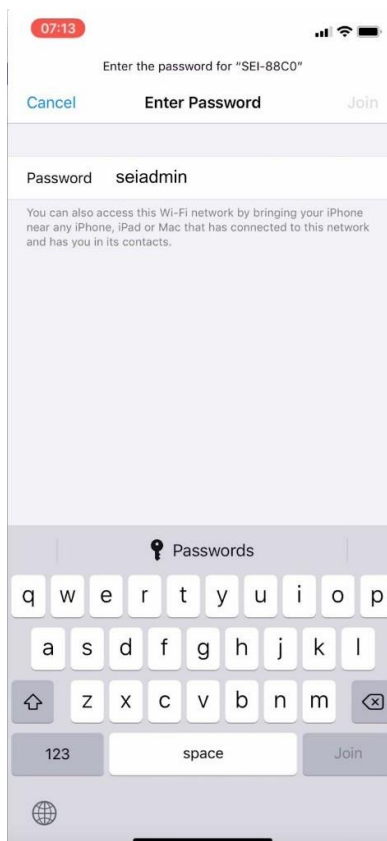 07:13
Enter the password for “SEI-88C0”
Cancel Enter Password Join
Password seiadmin
You can also access this Wi-Fi network by bringing your iPhone
near any iPhone, iPad or Mac that has connected to this network
and has you in its contacts.
Passwords
q w e r t y u i o p
a s d f g h j k l
z x c v b n m
123 space Join